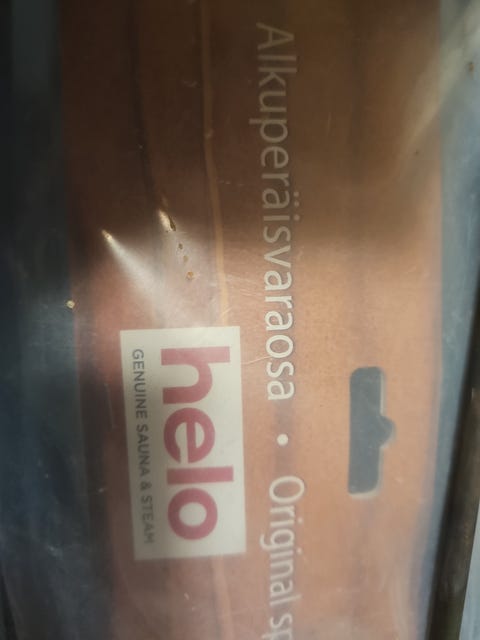 Alkuperäisvaraosa • Original sp
helo
GENUINE SAUNA & STEAM